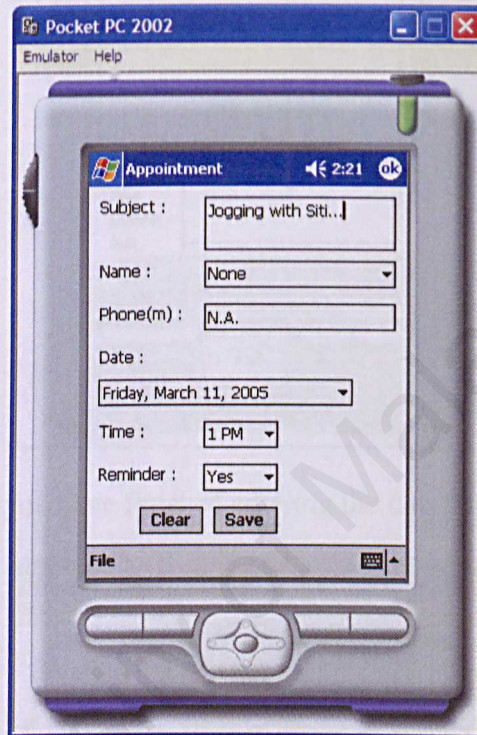 Pocket PC 2002
Emulator Help
Appointment 2:21 ok
Subject : Jogging with Siti...
Name : None
Phone(m) : N.A.
Date :
Friday, March 11, 2005
Time : 1 PM
Reminder : Yes
Clear Save
File